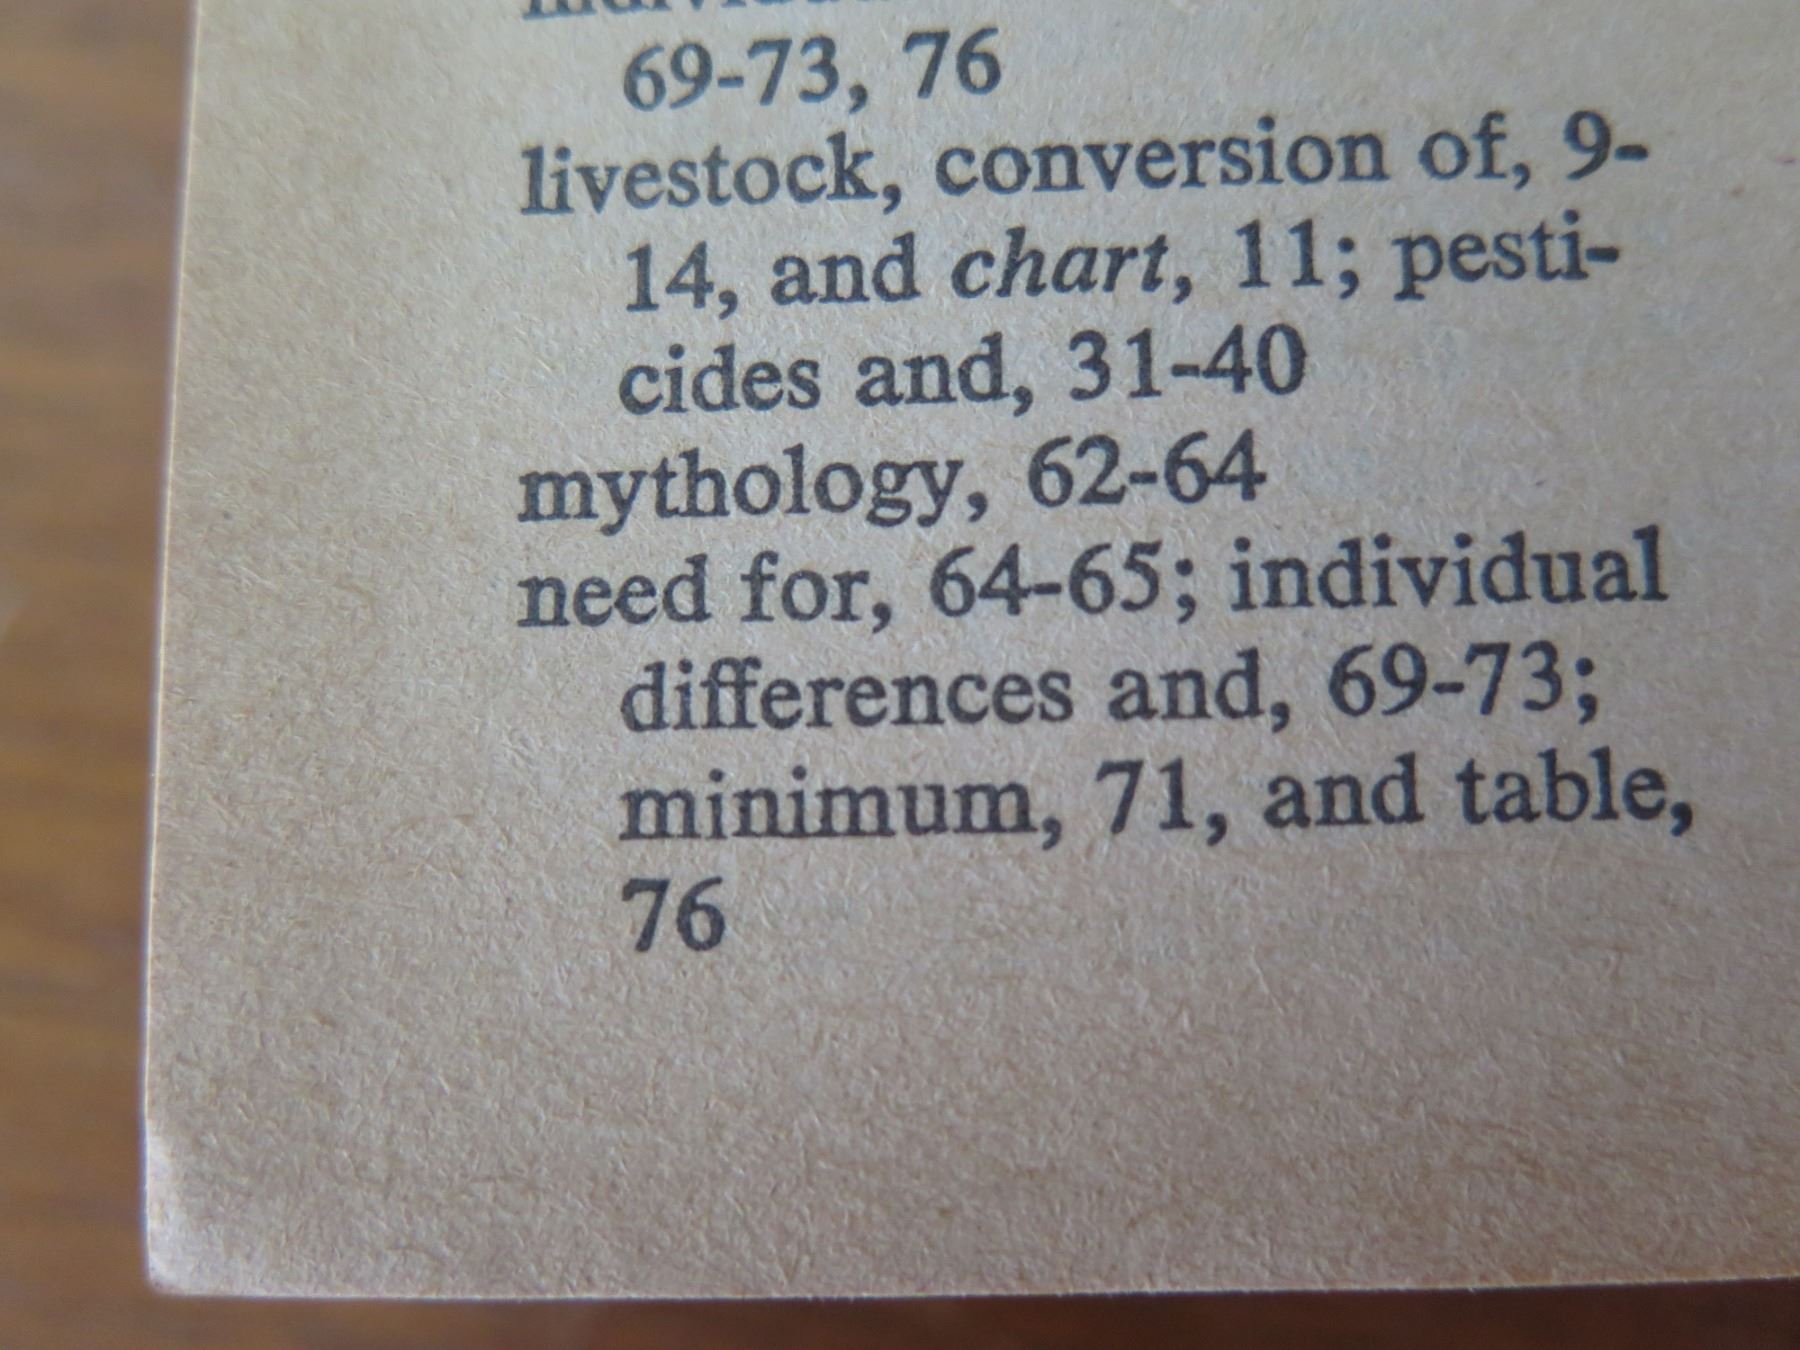 69-73, 76
livestock, conversion of, 9-
14, and chart, 11; pesti-
cides and, 31-40
mythology, 62-64
need for, 64-65; individual
differences and, 69-73;
minimum, 71, and table,
76